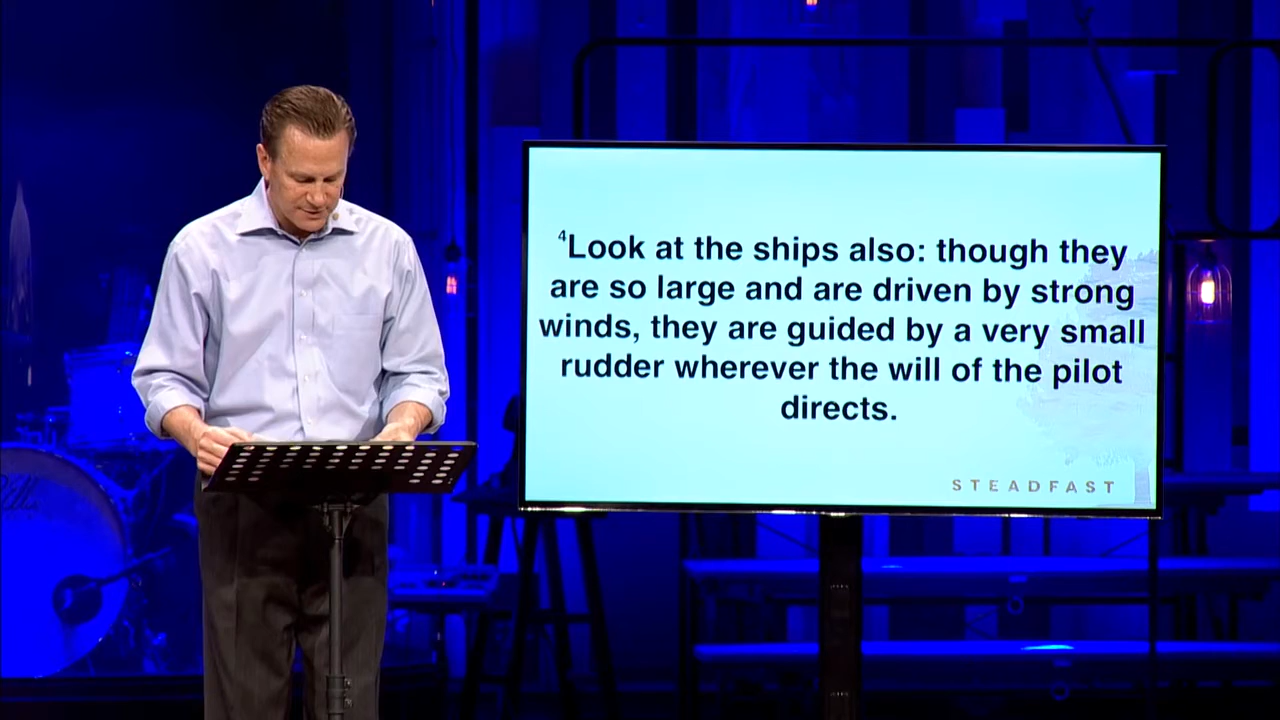 ⁴Look at the ships also: though they
are so large and are driven by strong
winds, they are guided by a very small
rudder wherever the will of the pilot
directs.
STEADFAST